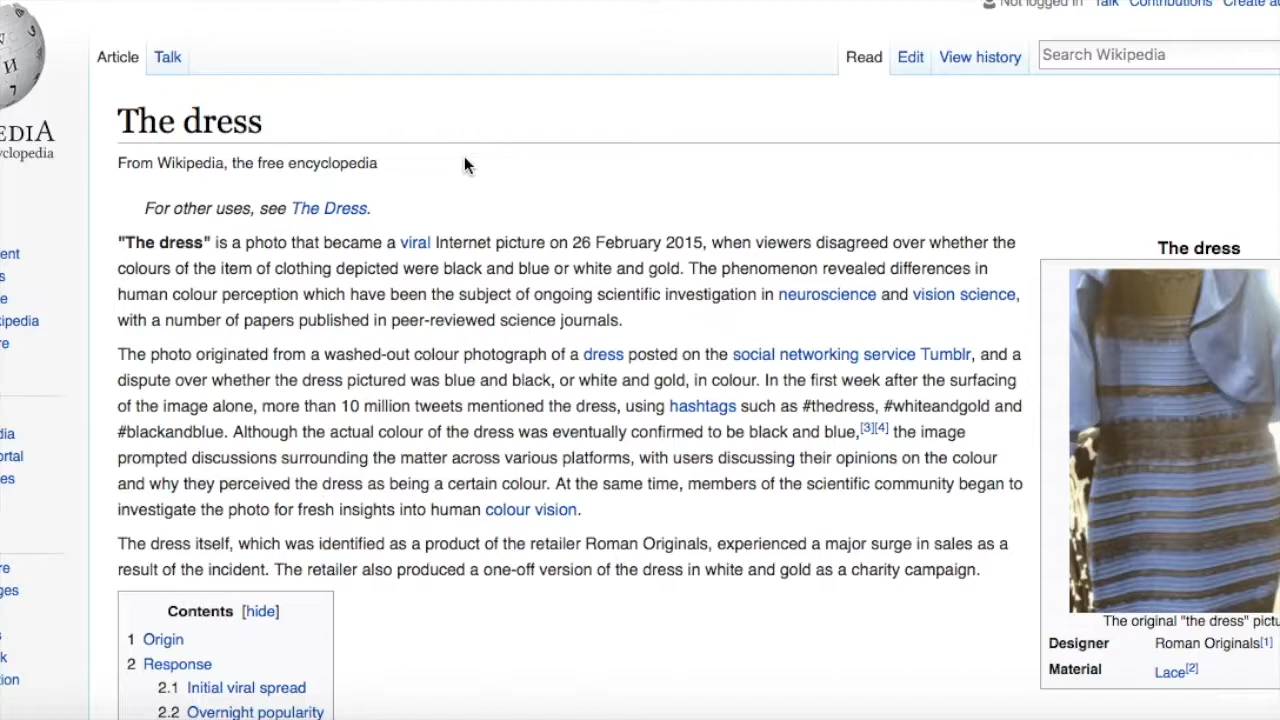 Not logged in Talk Contributions Create
Article Talk Read Edit View history Search Wikipedia
The dress
From Wikipedia, the free encyclopedia
For other uses, see The Dress.
"The dress" is a photo that became a viral Internet picture on 26 February 2015, when viewers disagreed over whether the
colours of the item of clothing depicted were black and blue or white and gold. The phenomenon revealed differences in
human colour perception which have been the subject of ongoing scientific investigation in neuroscience and vision science,
with a number of papers published in peer-reviewed science journals.
The photo originated from a washed-out colour photograph of a dress posted on the social networking service Tumblr, and a
dispute over whether the dress pictured was blue and black, or white and gold, in colour. In the first week after the surfacing
of the image alone, more than 10 million tweets mentioned the dress, using hashtags such as #thedress, #whiteandgold and
#blackandblue. Although the actual colour of the dress was eventually confirmed to be black and blue,[3][4] the image
prompted discussions surrounding the matter across various platforms, with users discussing their opinions on the colour
and why they perceived the dress as being a certain colour. At the same time, members of the scientific community began to
investigate the photo for fresh insights into human colour vision.
The dress itself, which was identified as a product of the retailer Roman Originals, experienced a major surge in sales as a
result of the incident. The retailer also produced a one-off version of the dress in white and gold as a charity campaign.
Contents [hide]
1 Origin
2 Response
2.1 Initial viral spread
2.2 Overnight popularity
The dress
The original "the dress" pictu
Designer Roman Originals[1]
Material Lace[2]